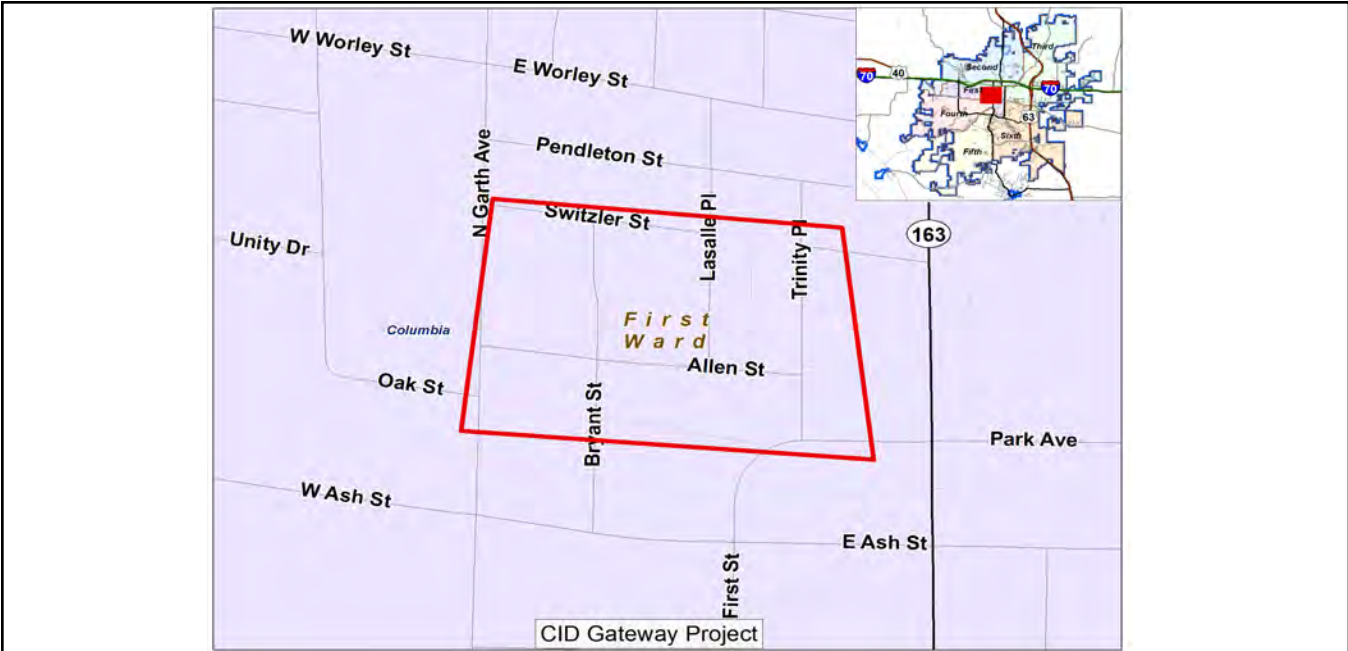 W Worley St
E Worley St
Third
Second
70
40
First
70
Fourth
63
Sixth
Fifth
N Garth Ave
Pendleton St
Switzler St
Lasalle Pl
Trinity Pl
163
Unity Dr
Columbia
First
Ward
Allen St
Oak St
Bryant St
Park Ave
W Ash St
E Ash St
First St
CID Gateway Project